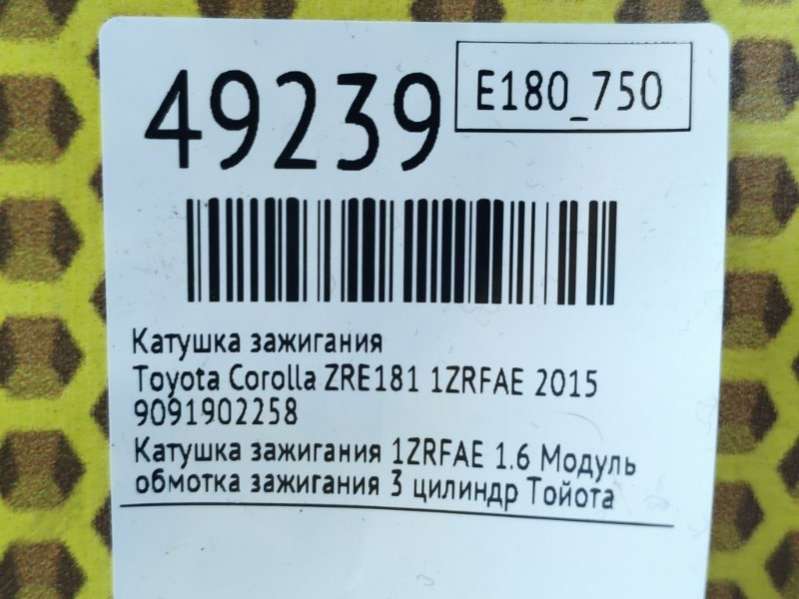 49239
E180_750
Катушка зажигания
Toyota Corolla ZRE181 1ZRFAE 2015
9091902258
Катушка зажигания 1ZRFAE 1.6 Модуль
обмотка зажигания 3 цилиндр Тойота